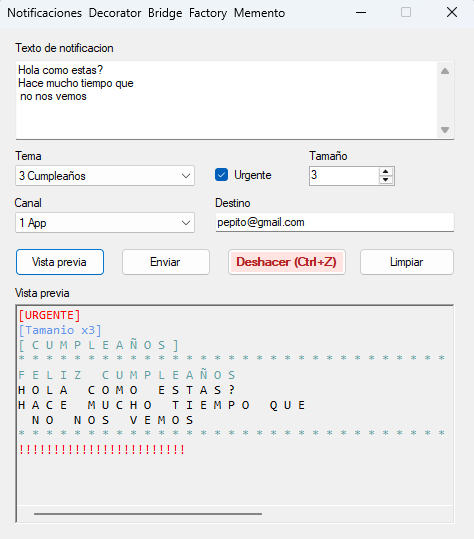 Notificaciones Decorator Bridge Factory Memento
Texto de notificacion
Hola como estas?
Hace mucho tiempo que
no nos vemos
Tema
Tamaño
3 Cumpleaños
Urgente
3
Canal
Destino
1 App
pepito@gmail.com
Vista previa
Enviar
Deshacer (Ctrl+Z)
Limpiar
Vista previa
[URGENTE]
[Tamanio x3]
[ C U M P L E A Ñ O S ]
* * * * * * * * * * * * * * * * * * * * * * * * * * * * * * *
F E L I Z   C U M P L E A Ñ O S
H O L A   C O M O   E S T A S ?
H A C E   M U C H O   T I E M P O   Q U E
N O   N O S   V E M O S
* * * * * * * * * * * * * * * * * * * * * * * * * * * * * * *
!!!!!!!!!!!!!!!!!!!!!!!!